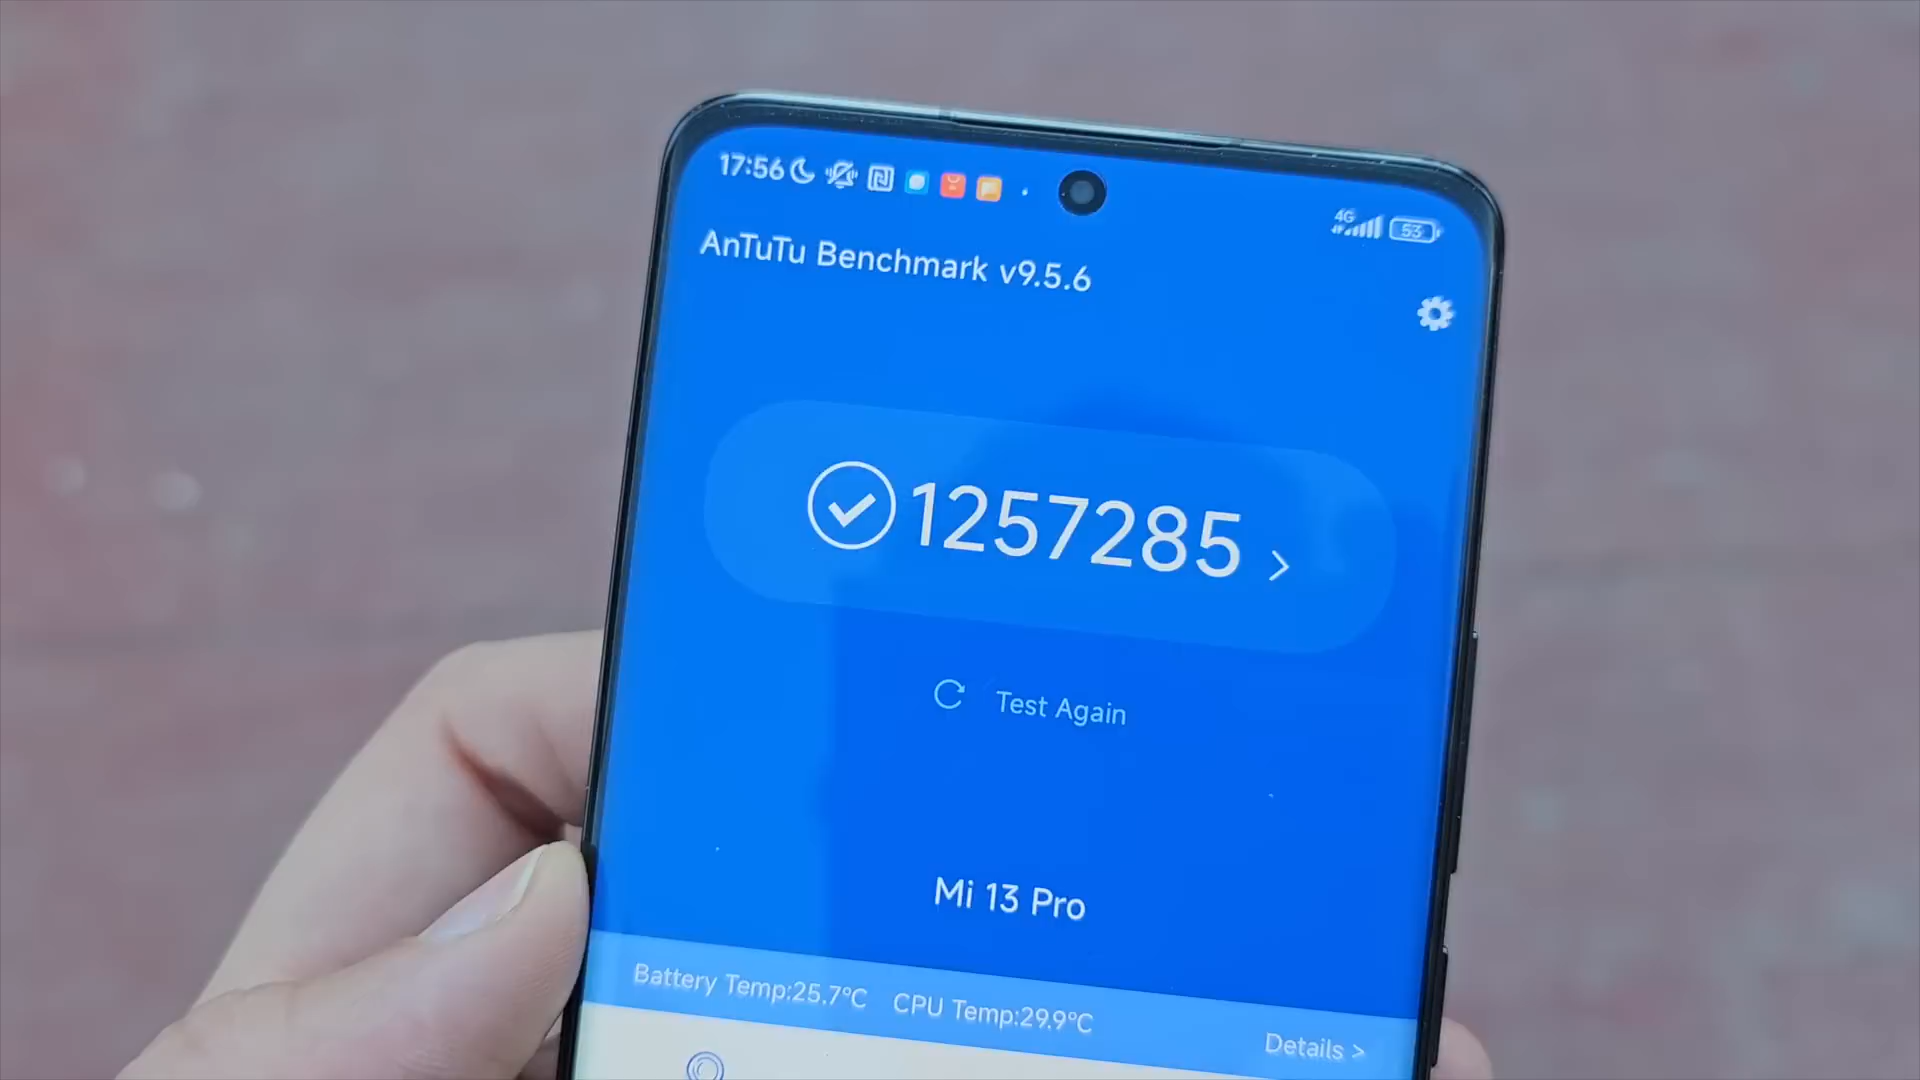 17:56
4G 53
AnTuTu Benchmark v9.5.6
1257285 >
Test Again
Mi 13 Pro
Battery Temp:25.7°C CPU Temp:29.9°C
Details >